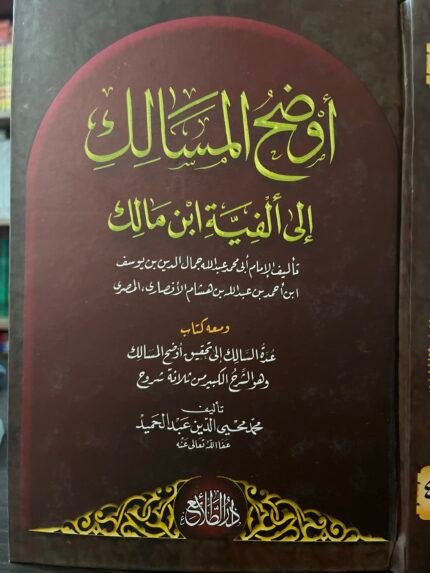 أوضح المسالك
إلى ألفية ابن مالك
تأليف الإمام أبي محمد عبد الله جمال الدين بن يوسف
ابن أحمد بن عبد الله بن هشام الأنصاري، المصري
ومعه كتاب
عدة السالك إلى تحقيق أوضح المسالك
وهو الشرح الكبير من ثلاثة شروح
تأليف
محمد محيي الدين عبد الحميد
عفا الله تعالى عنه
دار الطلائع